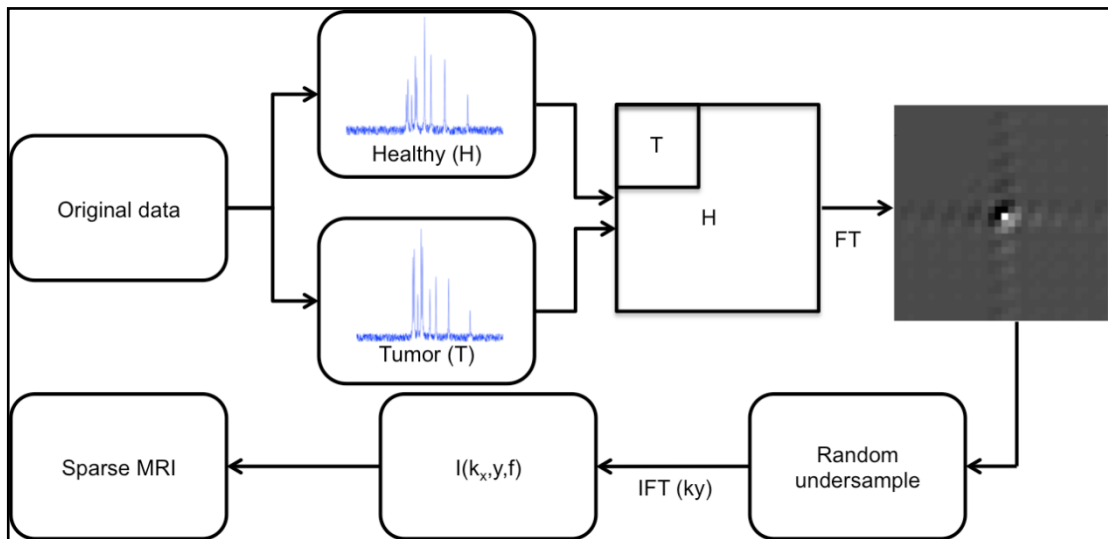 Original data
Healthy (H)
Tumor (T)
T
H
FT
Random
undersample
IFT (ky)
I(kₓ,y,f)
Sparse MRI